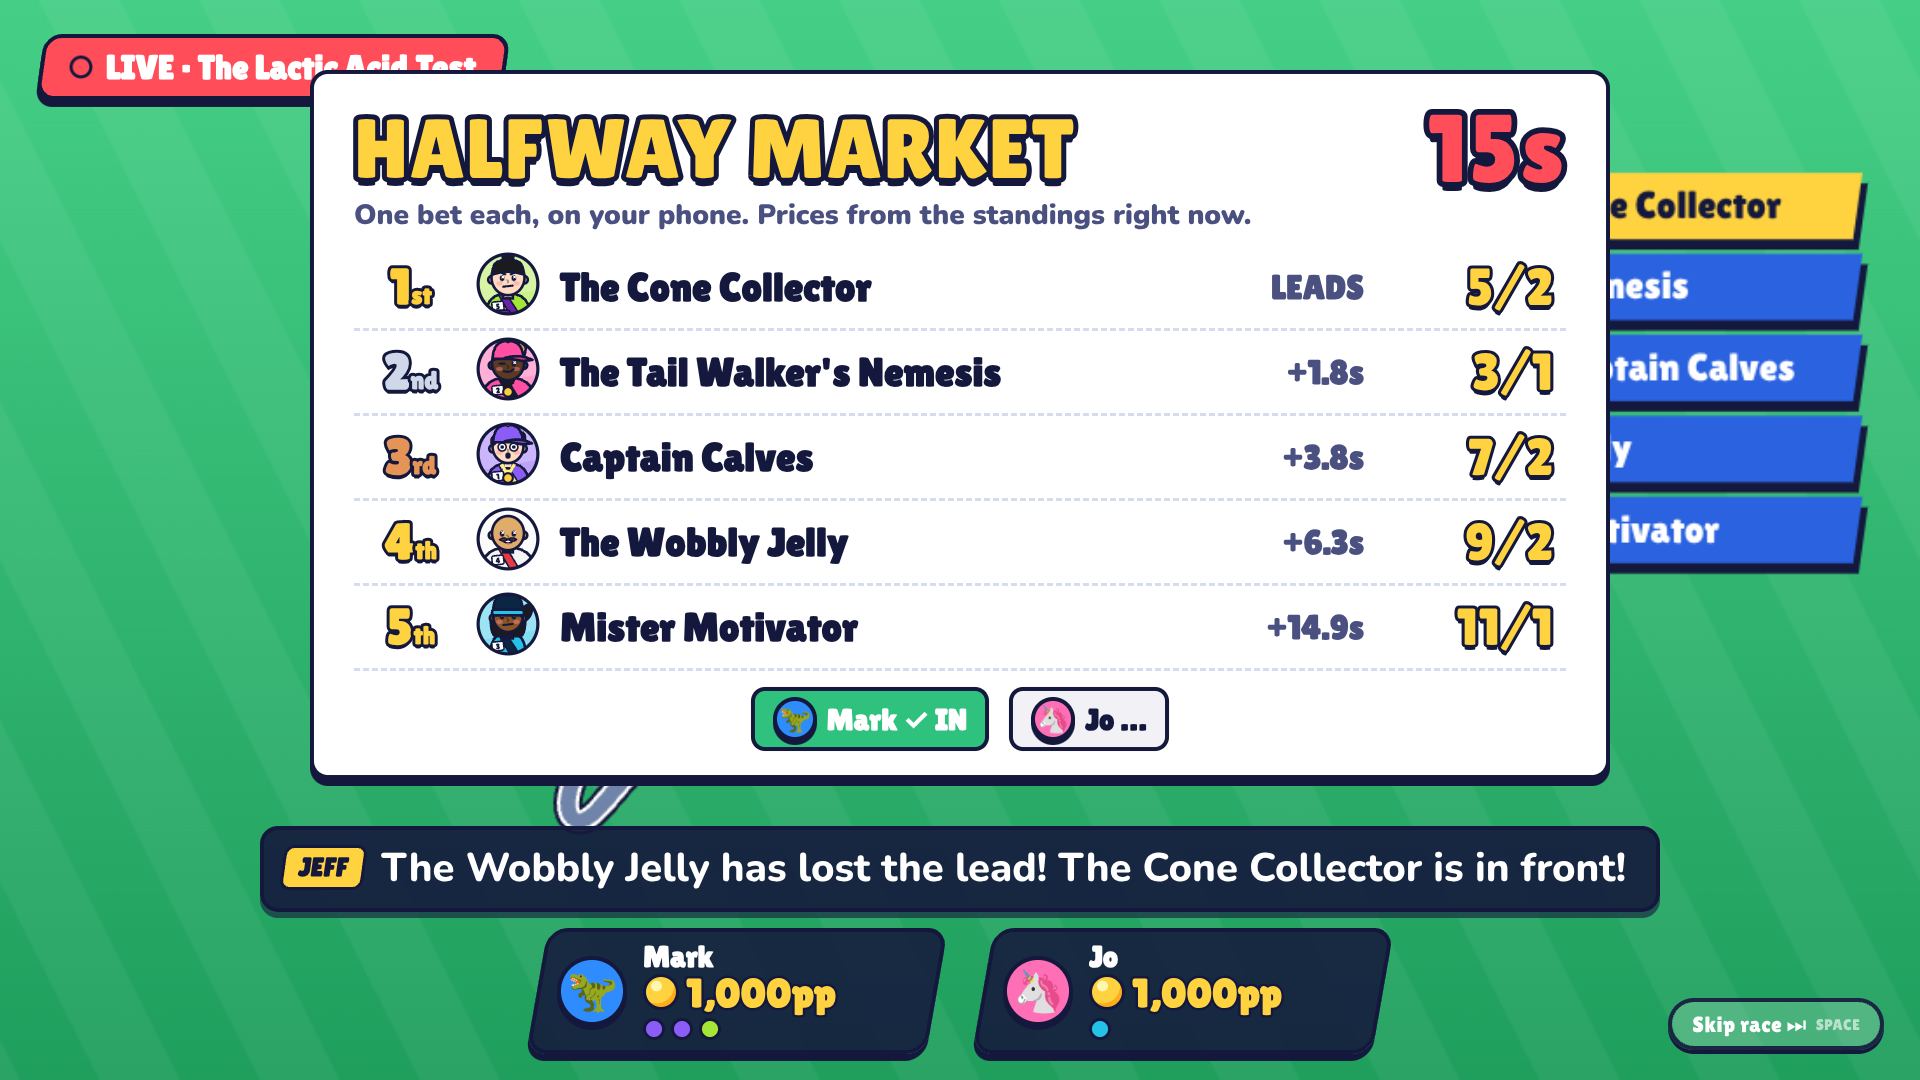 LIVE · The Lactic Acid Test
HALFWAY MARKET
15s
One bet each, on your phone. Prices from the standings right now.
1st The Cone Collector LEADS 5/2
2nd The Tail Walker's Nemesis +1.8s 3/1
3rd Captain Calves +3.8s 7/2
4th The Wobbly Jelly +6.3s 9/2
5th Mister Motivator +14.9s 11/1
Mark ✓ IN
Jo ...
e Collector
nesis
tain Calves
y
tivator
JEFF The Wobbly Jelly has lost the lead! The Cone Collector is in front!
Mark
1,000pp
Jo
1,000pp
Skip race ⏭ SPACE